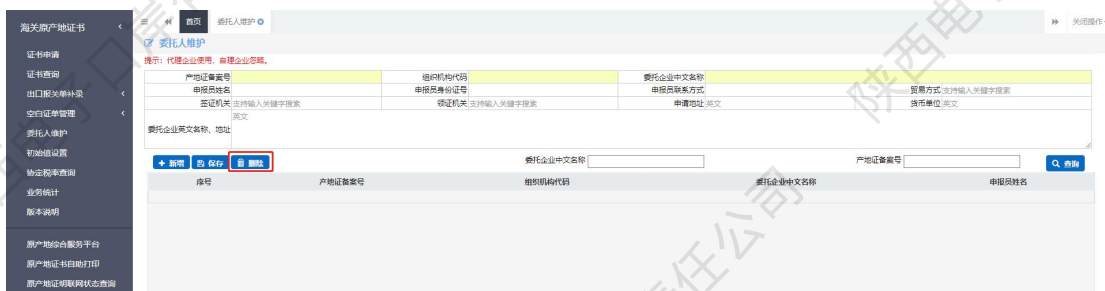 海关原产地证书
首页
委托人维护
关闭操作
委托人维护
提示：代理企业使用，自理企业忽略。
证书申请
证书查询
出口报关单补录
空白证单管理
委托人维护
初始值设置
协定税率查询
业务统计
版本说明
原产地综合服务平台
原产地证书自助打印
原产地证明联网状态查询
产地证备案号 组织机构代码 委托企业中文名称
申报员姓名 申报员身份证号 申报员联系方式 贸易方式 支持输入关键字搜索
签证机关 支持输入关键字搜索 领证机关 支持输入关键字搜索 申请地址 英文 货币单位 英文
委托企业英文名称、地址 英文
新增 保存 删除 委托企业中文名称 产地证备案号 查询
序号 产地证备案号 组织机构代码 委托企业中文名称 申报员姓名
陕西电
责任公司
子口岸